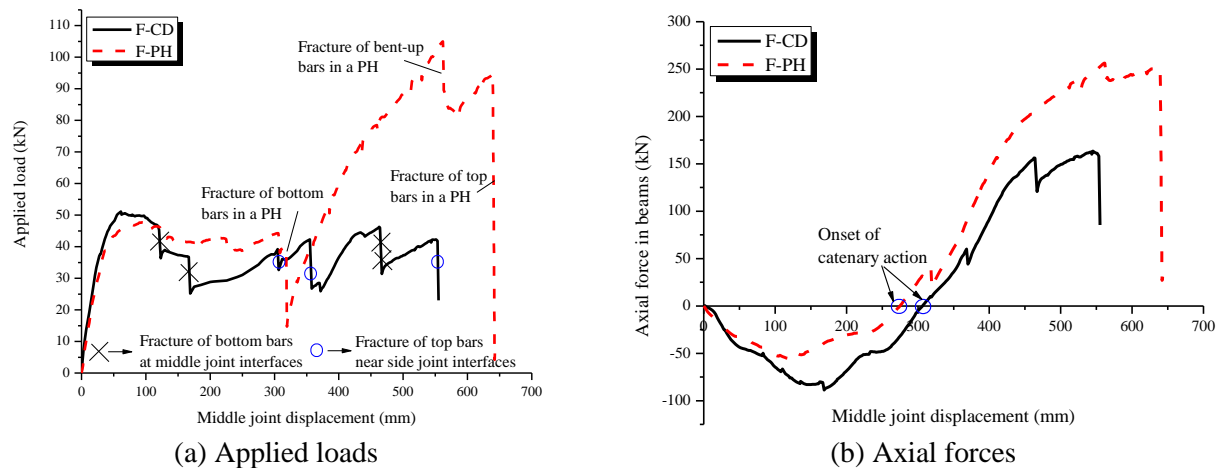 115
110
100
90
80
70
60
50
40
30
20
10
0
Applied load (kN)
F-CD
F-PH
Fracture of bent-up
bars in a PH
Fracture of bottom
bars in a PH
Fracture of top
bars in a PH
Fracture of bottom bars
at middle joint interfaces
Fracture of top bars
near side joint interfaces
0 100 200 300 400 500 600 700
Middle joint displacement (mm)
(a) Applied loads
300
250
200
150
100
50
0
-50
-100
Axial force in beams (kN)
F-CD
F-PH
Onset of
catenary action
0 100 200 300 400 500 600 700
Middle joint displacement (mm)
(b) Axial forces